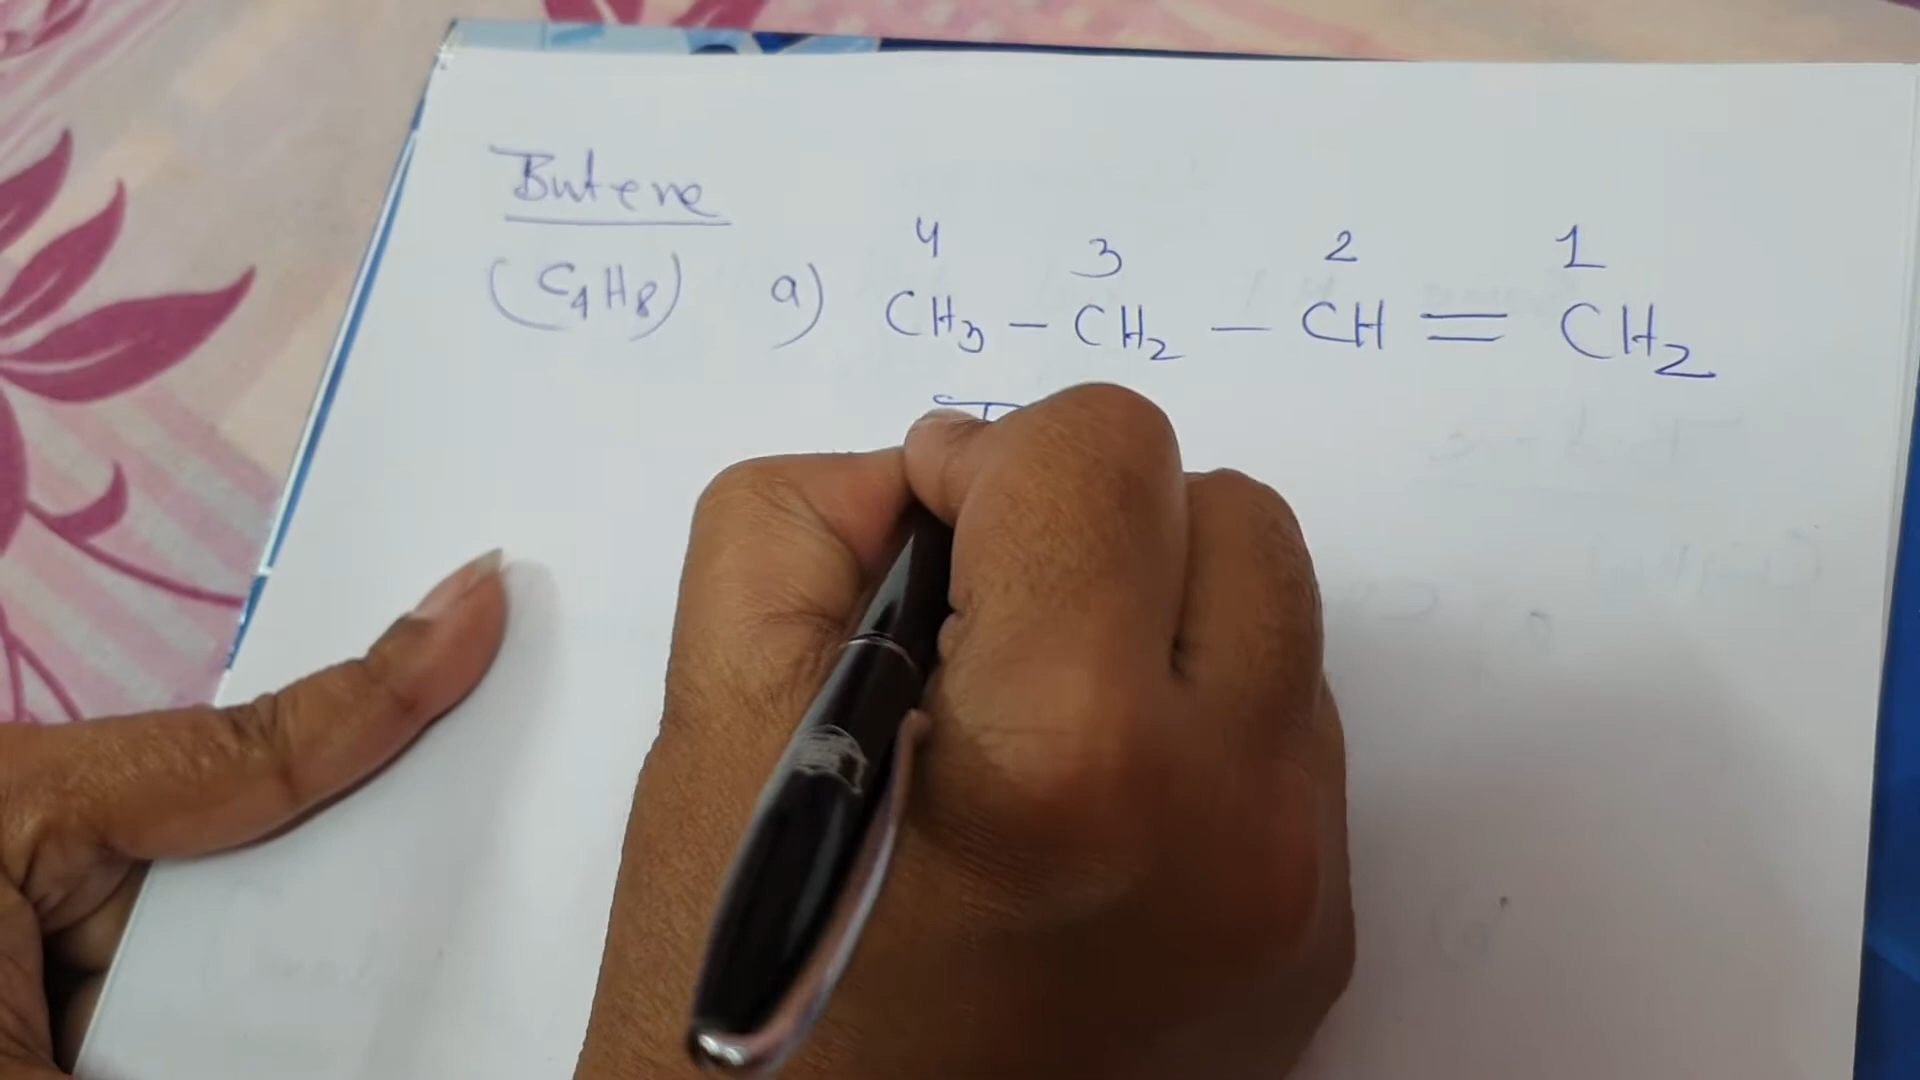 Butene
4 3 2 1
(C4H8) a) CH3 - CH2 - CH = CH2